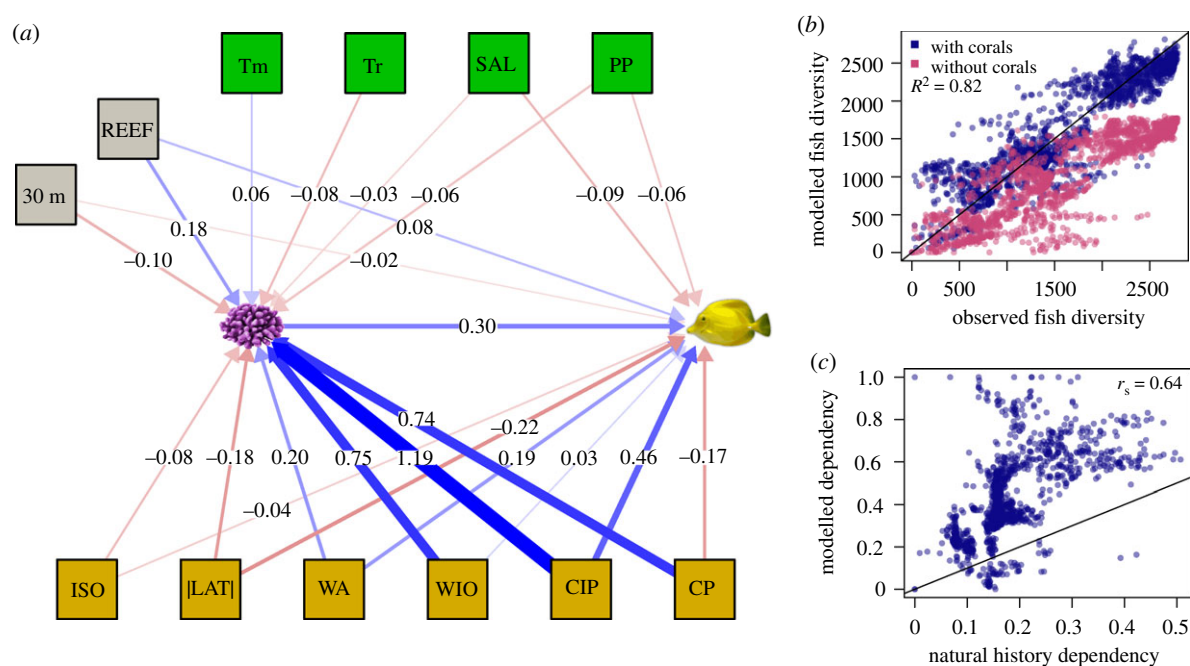 (a)
Tm Tr SAL PP
REEF
30 m
0.06 –0.08 –0.03 –0.06 –0.09 –0.06
0.18 0.08
–0.10 –0.02
0.30
0.74 –0.22
–0.08 –0.18 0.20 0.75 1.19 0.19 0.03 0.46 –0.17
–0.04
ISO |LAT| WA WIO CIP CP
(b)
with corals
without corals
R² = 0.82
modelled fish diversity
2500
2000
1500
1000
500
0
0 500 1500 2500
observed fish diversity
(c)
rs = 0.64
modelled dependency
1.0
0.8
0.6
0.4
0.2
0
0 0.1 0.2 0.3 0.4 0.5
natural history dependency